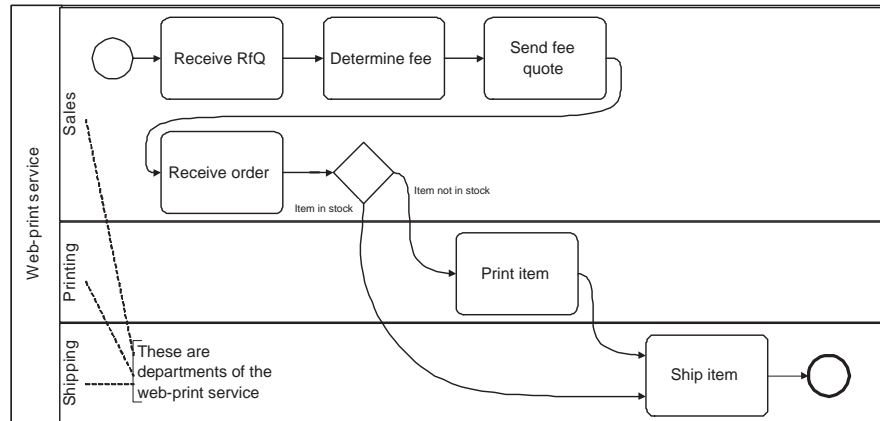 Web-print service
Sales
Receive RfQ
Determine fee
Send fee
quote
Receive order
Item in stock
Item not in stock
Printing
Print item
Shipping
These are
departments of the
web-print service
Ship item